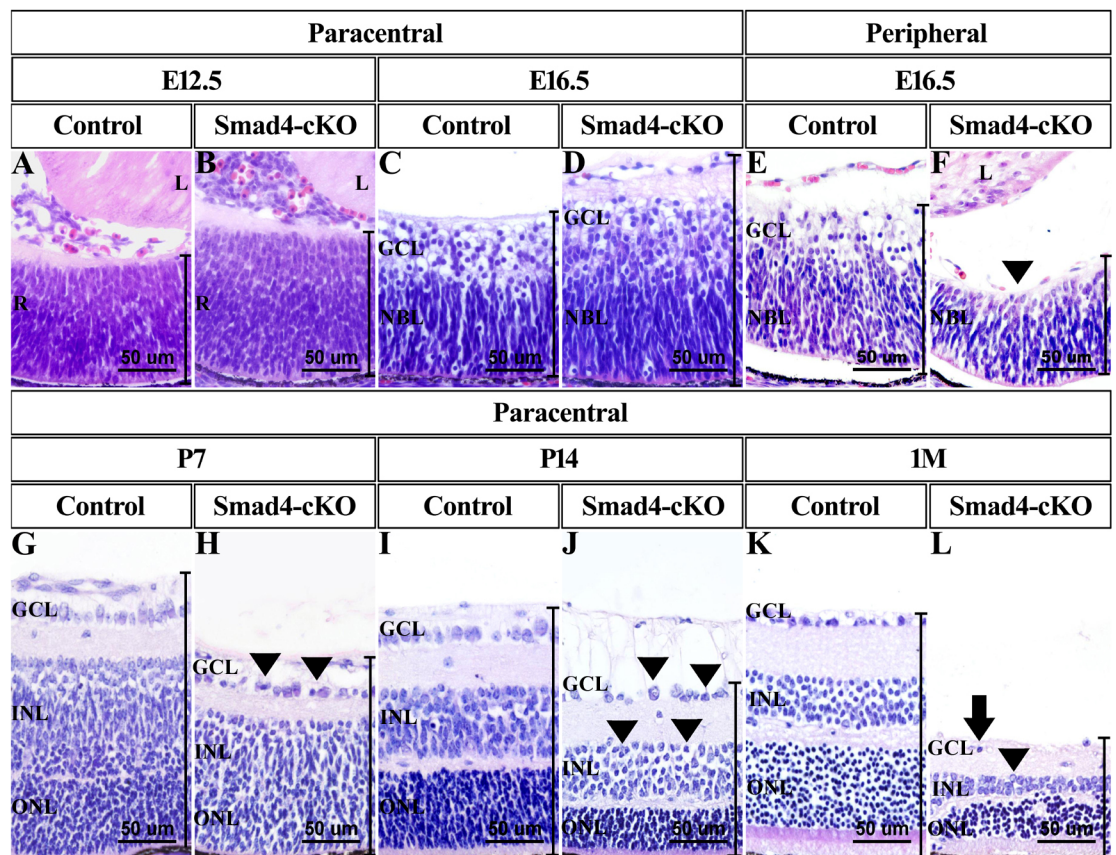 Paracentral Peripheral
E12.5 E16.5 E16.5
Control Smad4-cKO Control Smad4-cKO Control Smad4-cKO
A B C D E F
L L L
GCL GCL GCL
R R NBL NBL NBL NBL
50 um 50 um 50 um 50 um 50 um 50 um
Paracentral
P7 P14 1M
Control Smad4-cKO Control Smad4-cKO Control Smad4-cKO
G H I J K L
GCL GCL GCL GCL GCL GCL
INL INL INL INL INL INL
ONL ONL ONL ONL ONL ONL
50 um 50 um 50 um 50 um 50 um 50 um